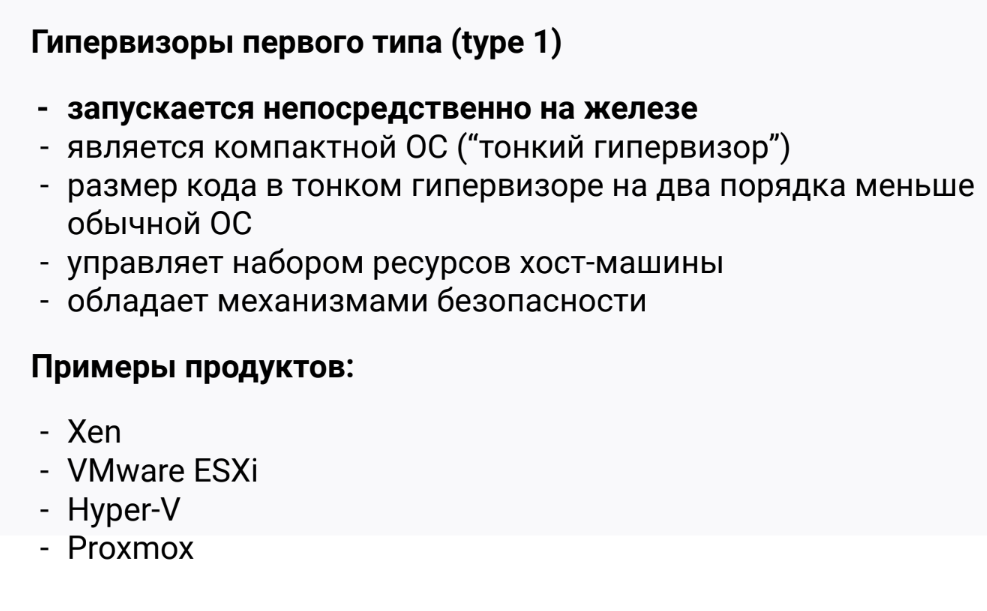 Гипервизоры первого типа (type 1)
- запускается непосредственно на железе
- является компактной ОС (“тонкий гипервизор”)
- размер кода в тонком гипервизоре на два порядка меньше
обычной ОС
- управляет набором ресурсов хост-машины
- обладает механизмами безопасности
Примеры продуктов:
- Xen
- VMware ESXi
- Hyper-V
- Proxmox